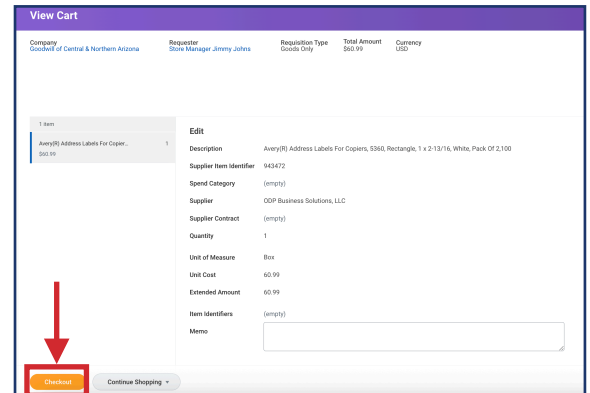 View Cart
Company Requester Requisition Type Total Amount Currency
Goodwill of Central & Northern Arizona Store Manager Jimmy Johns Goods Only $60.99 USD
1 item
Avery(R) Address Labels For Copier... 1
$60.99
Edit
Description Avery(R) Address Labels For Copiers, 5360, Rectangle, 1 x 2-13/16, White, Pack Of 2,100
Supplier Item Identifier 943472
Spend Category (empty)
Supplier ODP Business Solutions, LLC
Supplier Contract (empty)
Quantity 1
Unit of Measure Box
Unit Cost 60.99
Extended Amount 60.99
Item Identifiers (empty)
Memo
Checkout Continue Shopping